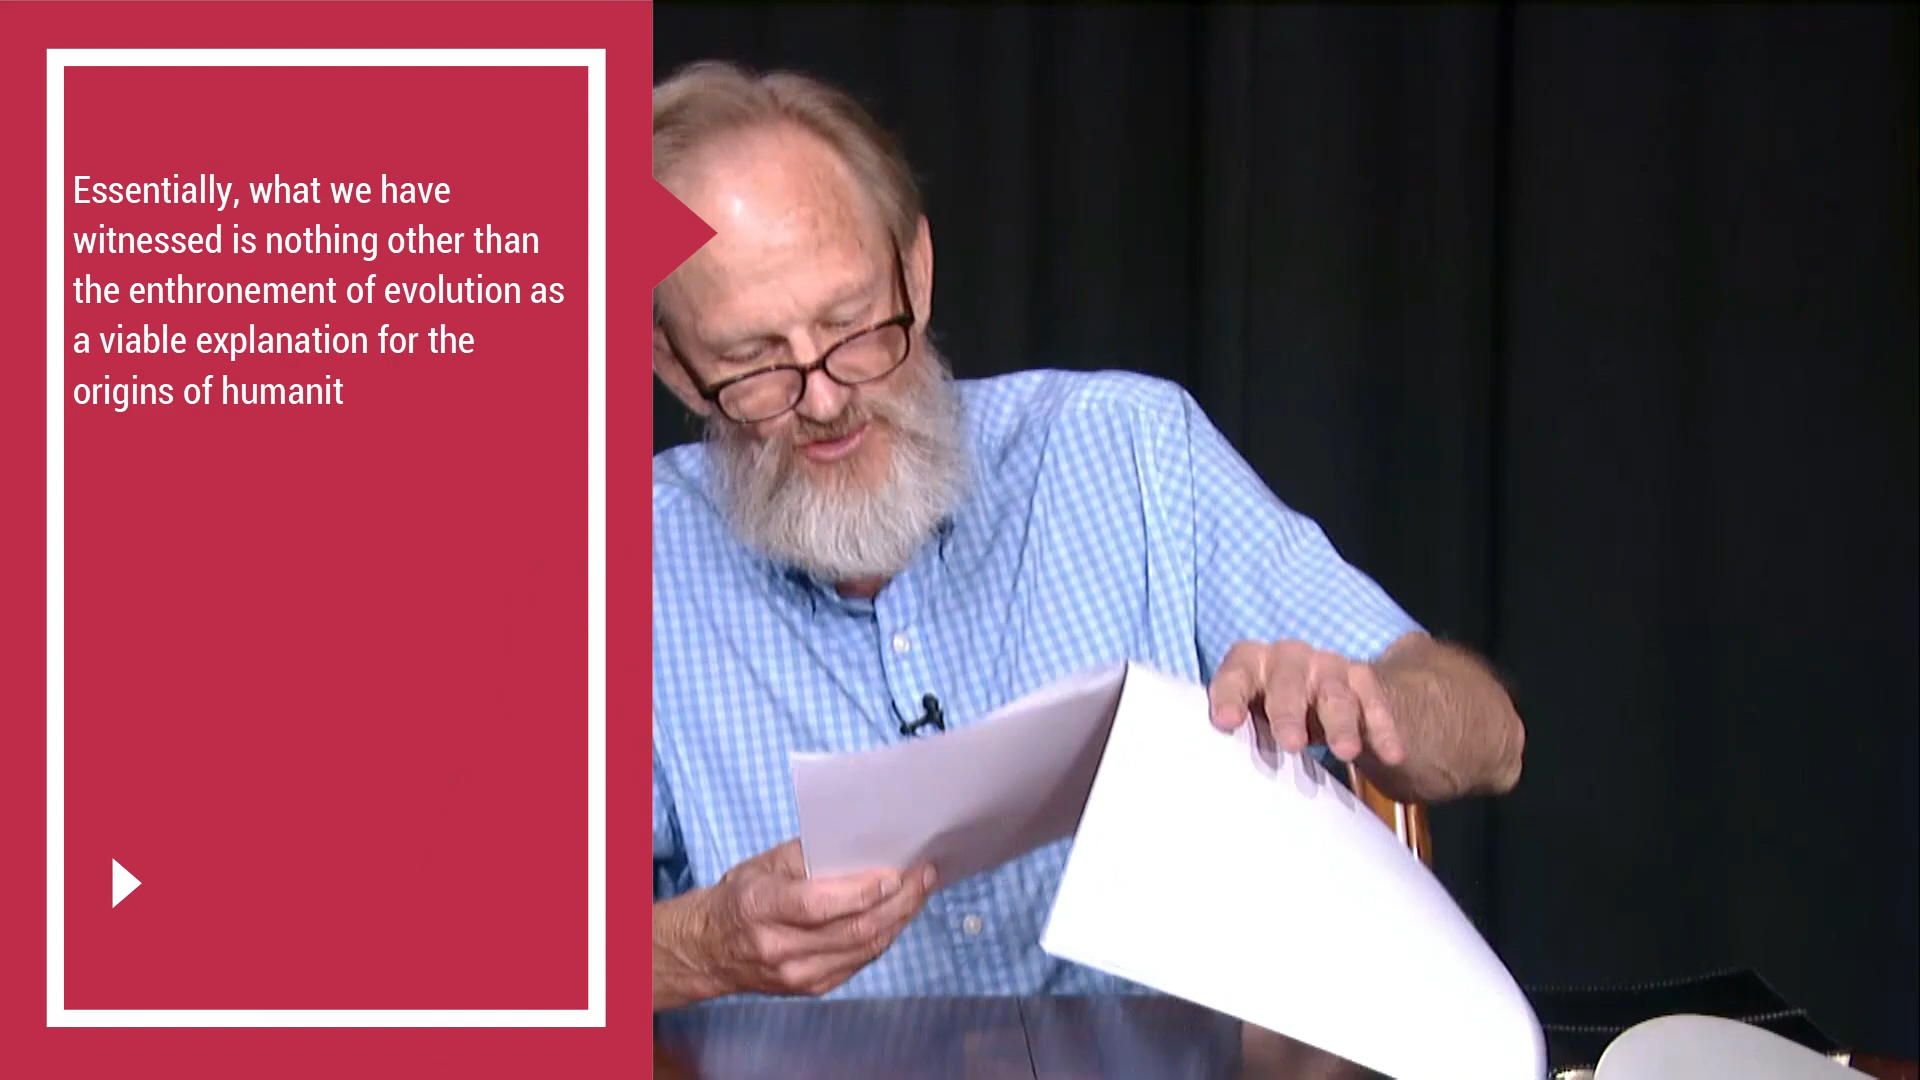 Essentially, what we have
witnessed is nothing other than
the enthronement of evolution as
a viable explanation for the
origins of humanit